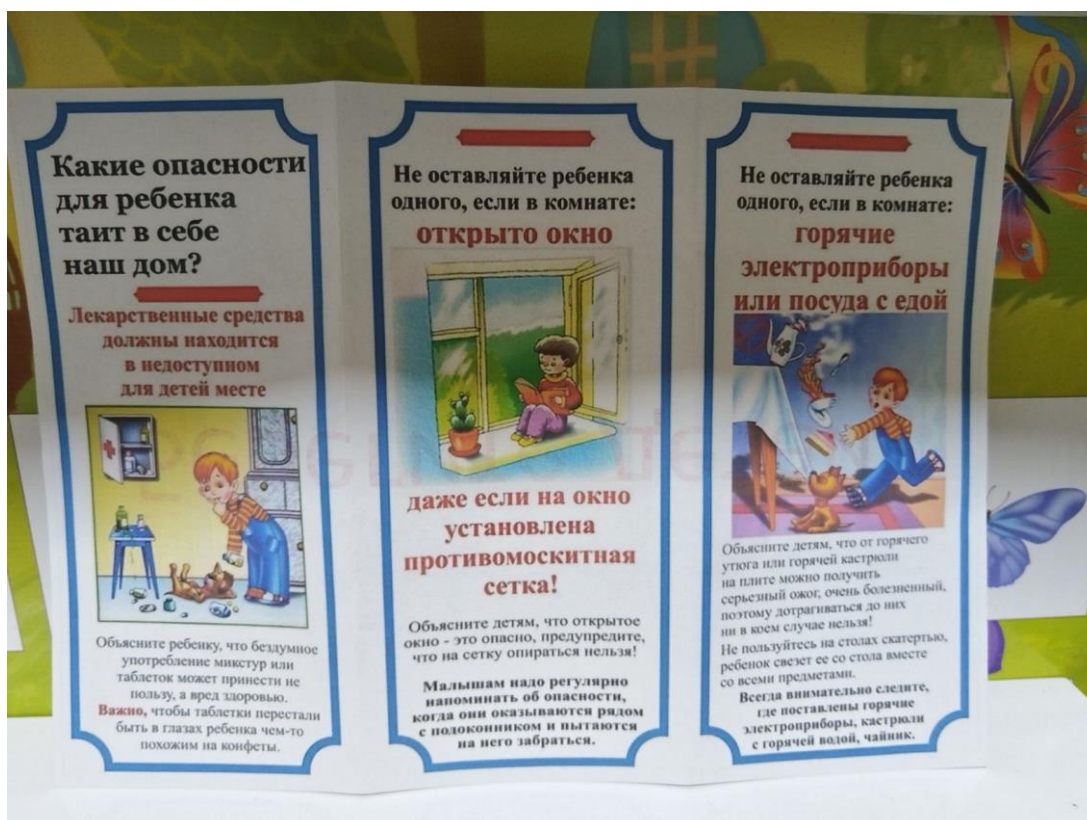 Какие опасности
для ребенка
таит в себе
наш дом?
Лекарственные средства
должны находится
в недоступном
для детей месте
Объясните ребенку, что бездумное
употребление микстур или
таблеток может принести не
пользу, а вред здоровью.
Важно, чтобы таблетки перестали
быть в глазах ребенка чем-то
похожим на конфеты.
Не оставляйте ребенка
одного, если в комнате:
открыто окно
даже если на окно
установлена
противомоскитная
сетка!
Объясните детям, что открытое
окно - это опасно, предупредите,
что на сетку опираться нельзя!
Малышам надо регулярно
напоминать об опасности,
когда они оказываются рядом
с подоконником и пытаются
на него забраться.
Не оставляйте ребенка
одного, если в комнате:
горячие
электроприборы
или посуда с едой
Объясните детям, что от горячего
утюга или горячей кастрюли
на плите можно получить
серьезный ожог, очень болезненный,
поэтому дотрагиваться до них
ни в коем случае нельзя!
Не пользуйтесь на столах скатертью,
ребенок свезет ее со стола вместе
со всеми предметами.
Всегда внимательно следите,
где поставлены горячие
электроприборы, кастрюли
с горячей водой, чайник.